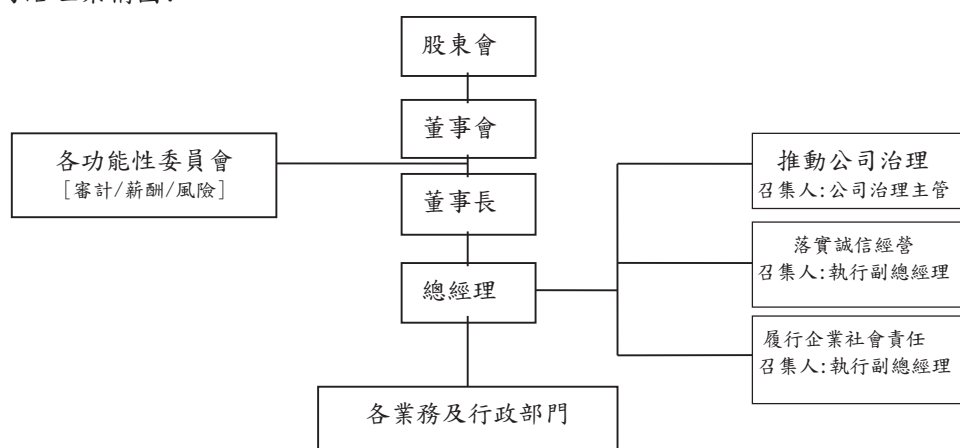 股東會
董事會
各功能性委員會
[審計/薪酬/風險]
董事長
總經理
推動公司治理
召集人:公司治理主管
落實誠信經營
召集人:執行副總經理
履行企業社會責任
召集人:執行副總經理
各業務及行政部門